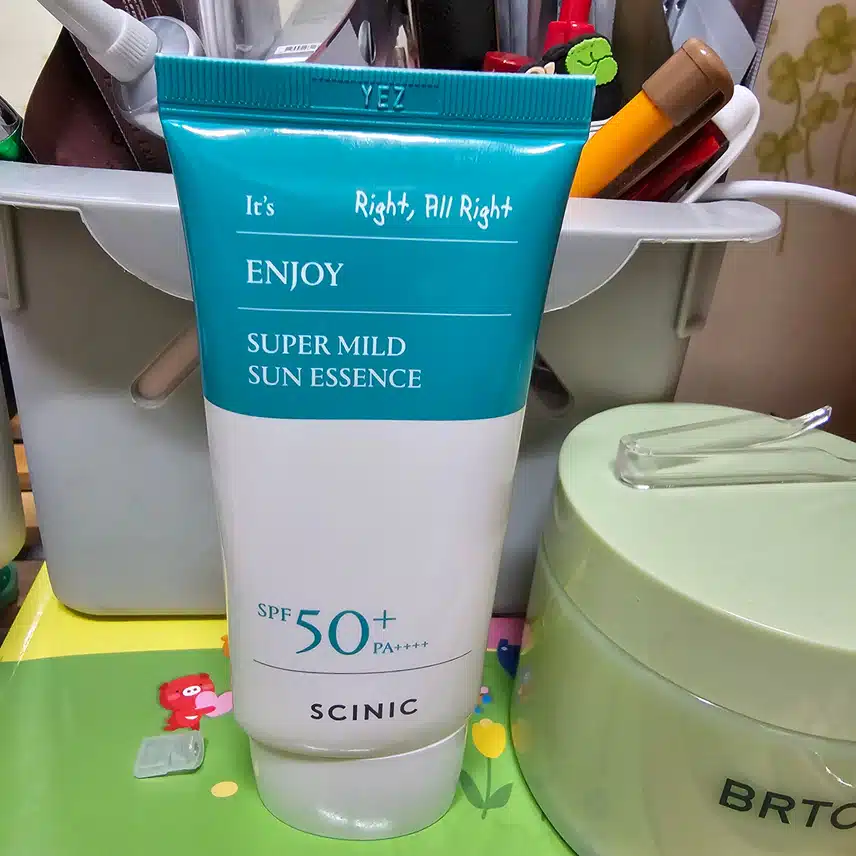 YEZ
It's Right, All Right
ENJOY
SUPER MILD
SUN ESSENCE
SPF 50+
PA++++
SCINIC
BRTC